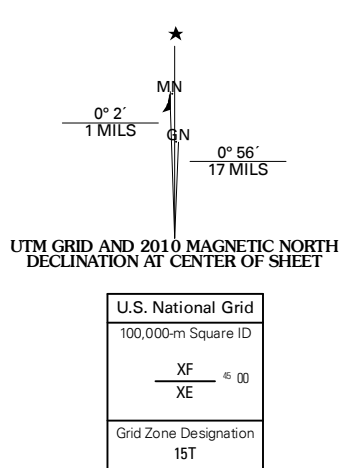 ★
MN
0° 2´
1 MILS
GN
0° 56´
17 MILS
UTM GRID AND 2010 MAGNETIC NORTH
DECLINATION AT CENTER OF SHEET
U.S. National Grid
100,000-m Square ID
XF
45 00
XE
Grid Zone Designation
15T